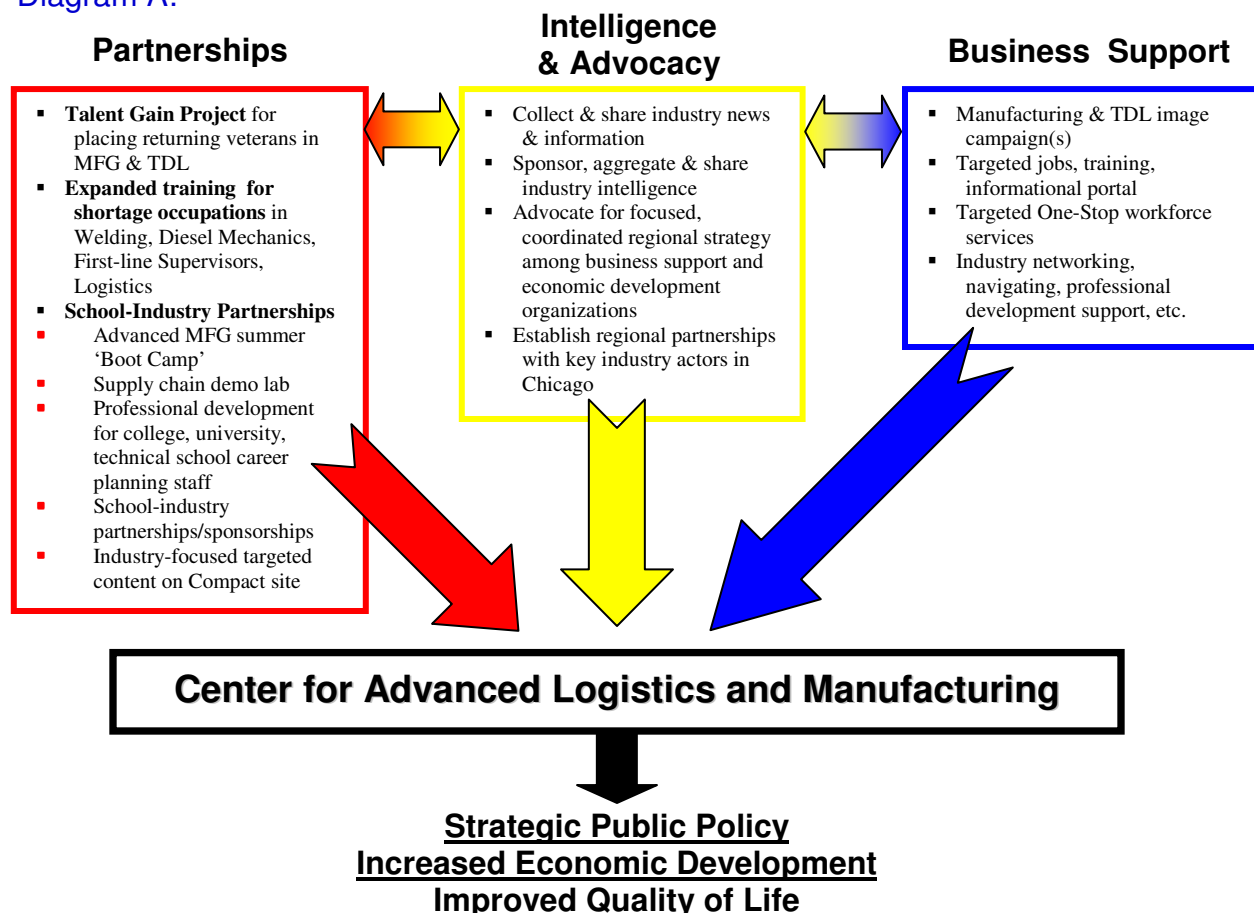 Diagram A:
Partnerships
▪ Talent Gain Project for
placing returning veterans in
MFG & TDL
▪ Expanded training for
shortage occupations in
Welding, Diesel Mechanics,
First-line Supervisors,
Logistics
▪ School-Industry Partnerships
▪ Advanced MFG summer
‘Boot Camp’
▪ Supply chain demo lab
▪ Professional development
for college, university,
technical school career
planning staff
▪ School-industry
partnerships/sponsorships
▪ Industry-focused targeted
content on Compact site
Intelligence
& Advocacy
▪ Collect & share industry news
& information
▪ Sponsor, aggregate & share
industry intelligence
▪ Advocate for focused,
coordinated regional strategy
among business support and
economic development
organizations
▪ Establish regional partnerships
with key industry actors in
Chicago
Business Support
▪ Manufacturing & TDL image
campaign(s)
▪ Targeted jobs, training,
informational portal
▪ Targeted One-Stop workforce
services
▪ Industry networking,
navigating, professional
development support, etc.
Center for Advanced Logistics and Manufacturing
Strategic Public Policy
Increased Economic Development
Improved Quality of Life